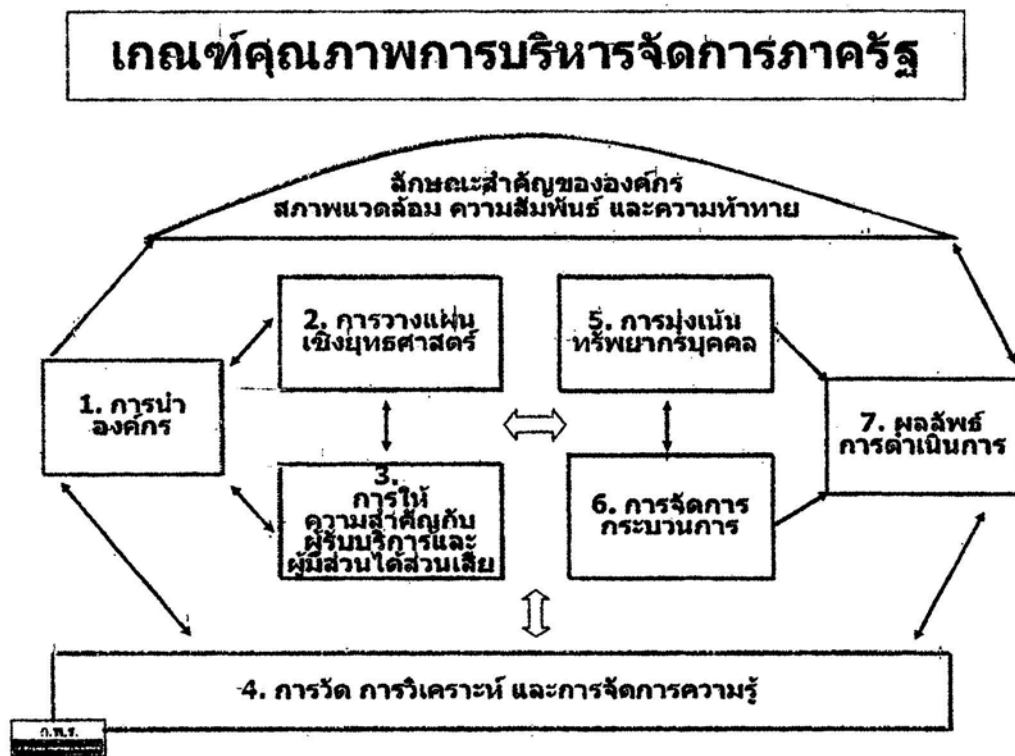 เกณฑ์คุณภาพการบริหารจัดการภาครัฐ
ลักษณะสำคัญขององค์กร
สภาพแวดล้อม ความสัมพันธ์ และความท้าทาย
1. การนำ
องค์กร
2. การวางแผน
เชิงยุทธศาสตร์
3.
การให้
ความสำคัญกับ
ผู้รับบริการและ
ผู้มีส่วนได้ส่วนเสีย
5. การมุ่งเน้น
ทรัพยากรบุคคล
6. การจัดการ
กระบวนการ
7. ผลลัพธ์
การดำเนินการ
4. การวัด การวิเคราะห์ และการจัดการความรู้
ก.พ.ร.